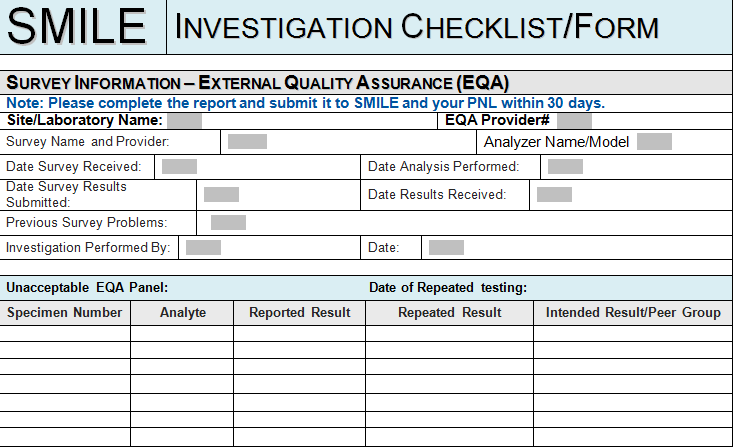 SMILE INVESTIGATION CHECKLIST/FORM
SURVEY INFORMATION – EXTERNAL QUALITY ASSURANCE (EQA)
Note: Please complete the report and submit it to SMILE and your PNL within 30 days.
Site/Laboratory Name: EQA Provider#
Survey Name and Provider: Analyzer Name/Model
Date Survey Received: Date Analysis Performed:
Date Survey Results
Submitted: Date Results Received:
Previous Survey Problems:
Investigation Performed By: Date:
Unacceptable EQA Panel: Date of Repeated testing:
Specimen Number Analyte Reported Result Repeated Result Intended Result/Peer Group